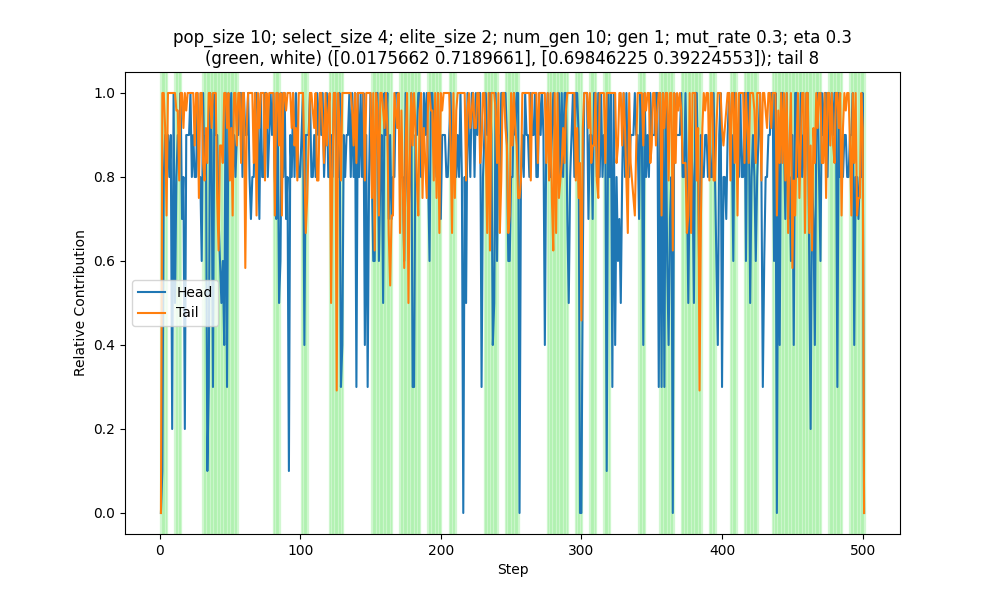 pop_size 10; select_size 4; elite_size 2; num_gen 10; gen 1; mut_rate 0.3; eta 0.3
(green, white) ([0.0175662 0.7189661], [0.69846225 0.39224553]); tail 8
1.0
0.8
0.6
0.4
0.2
0.0
Relative Contribution
Head
Tail
0
100
200
300
400
500
Step